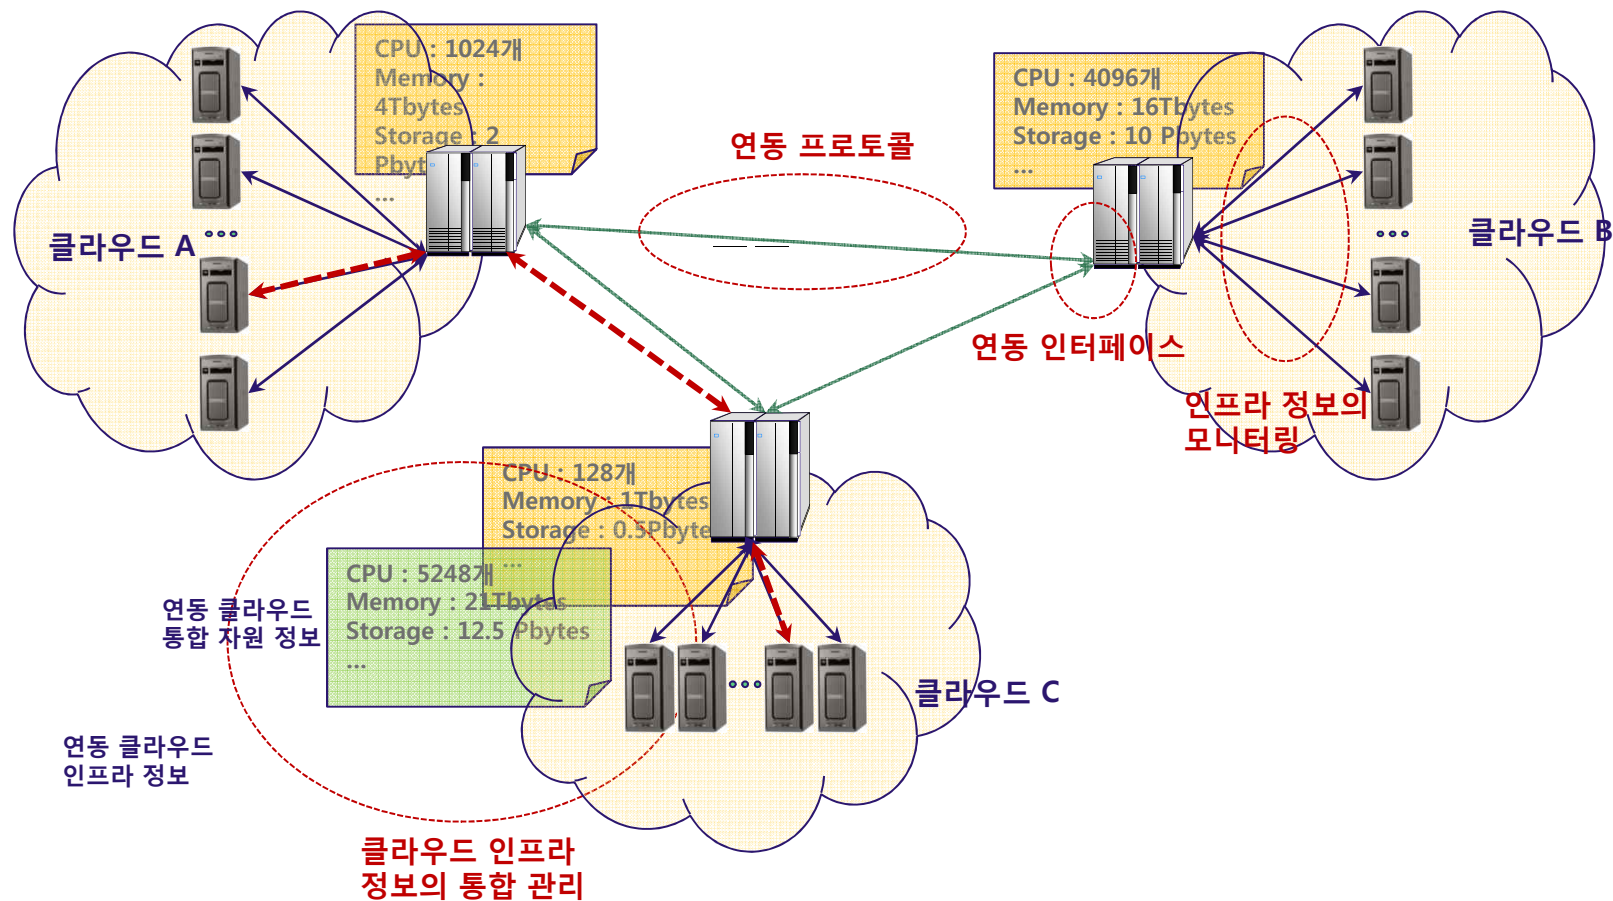 CPU : 1024개
Memory :
4Tbytes
Storage : 2
Pbyt
...
클라우드 A
연동 프로토콜
CPU : 4096개
Memory : 16Tbytes
Storage : 10 Pbytes
...
클라우드 B
연동 인터페이스
인프라 정보의
모니터링
CPU : 128개
Memory : 1Tbytes
Storage : 0.5Pbyte
...
CPU : 5248개
Memory : 21Tbytes
Storage : 12.5 Pbytes
...
연동 클라우드
통합 자원 정보
클라우드 C
연동 클라우드
인프라 정보
클라우드 인프라
정보의 통합 관리